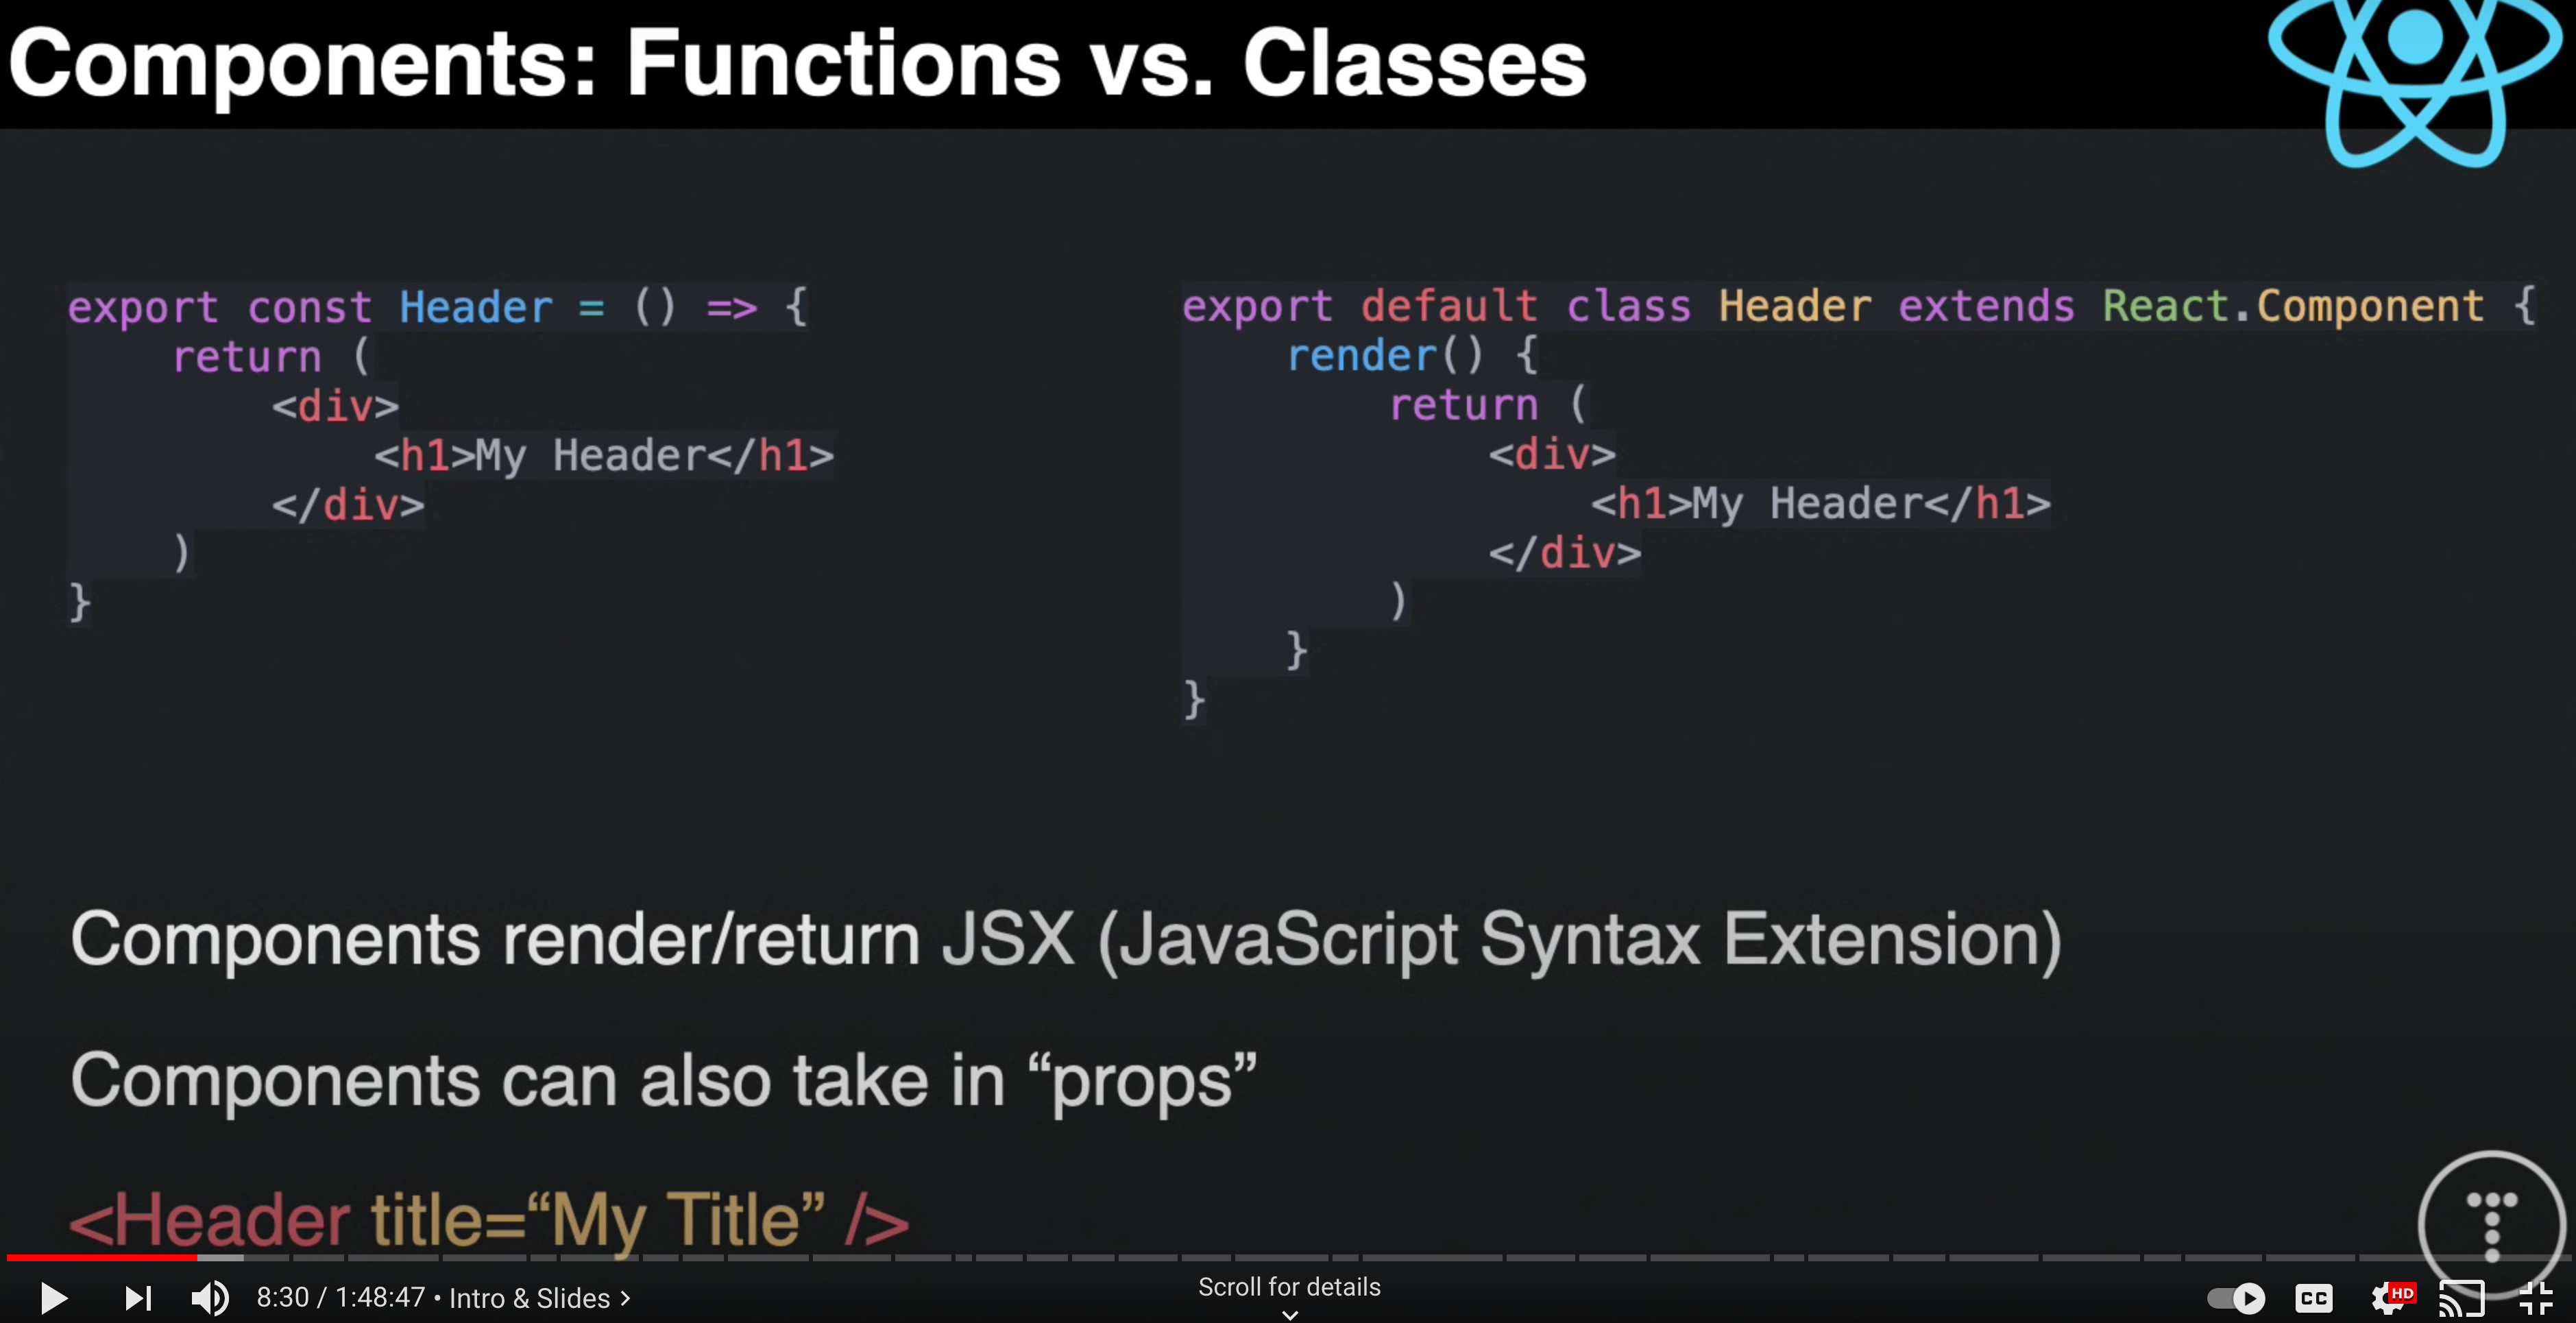 Components: Functions vs. Classes
export const Header = () => {
return (
<div>
<h1>My Header</h1>
</div>
)
}
export default class Header extends React.Component {
render() {
return (
<div>
<h1>My Header</h1>
</div>
)
}
}
Components render/return JSX (JavaScript Syntax Extension)
Components can also take in “props”
<Header title=“My Title” />
8:30 / 1:48:47 • Intro & Slides >
Scroll for details
CC
HD